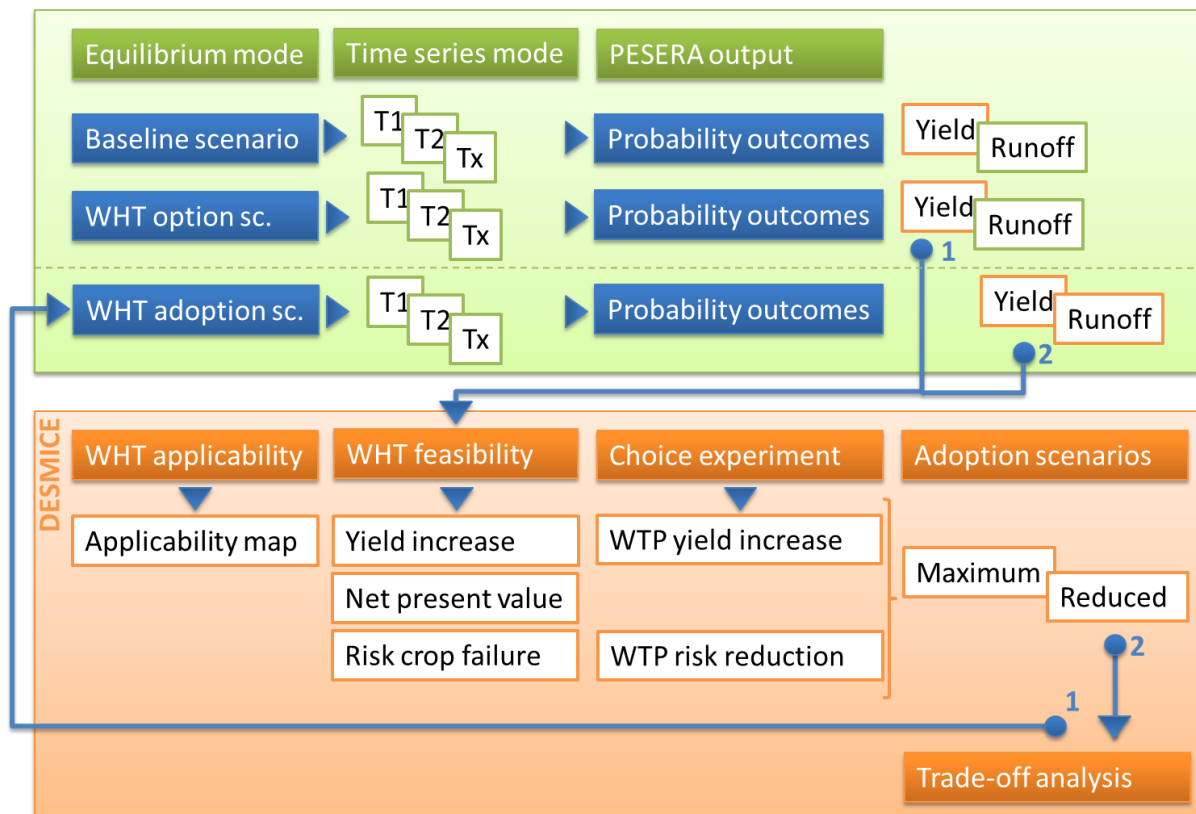 Equilibrium mode
Time series mode
PESERA output
Baseline scenario
T1
T2
Tx
Probability outcomes
Yield
Runoff
WHT option sc.
T1
T2
Tx
Probability outcomes
Yield
Runoff
1
WHT adoption sc.
T1
T2
Tx
Probability outcomes
Yield
Runoff
2
DESMICE
WHT applicability
WHT feasibility
Choice experiment
Adoption scenarios
Applicability map
Yield increase
WTP yield increase
Net present value
Maximum
Reduced
Risk crop failure
WTP risk reduction
2
1
Trade-off analysis